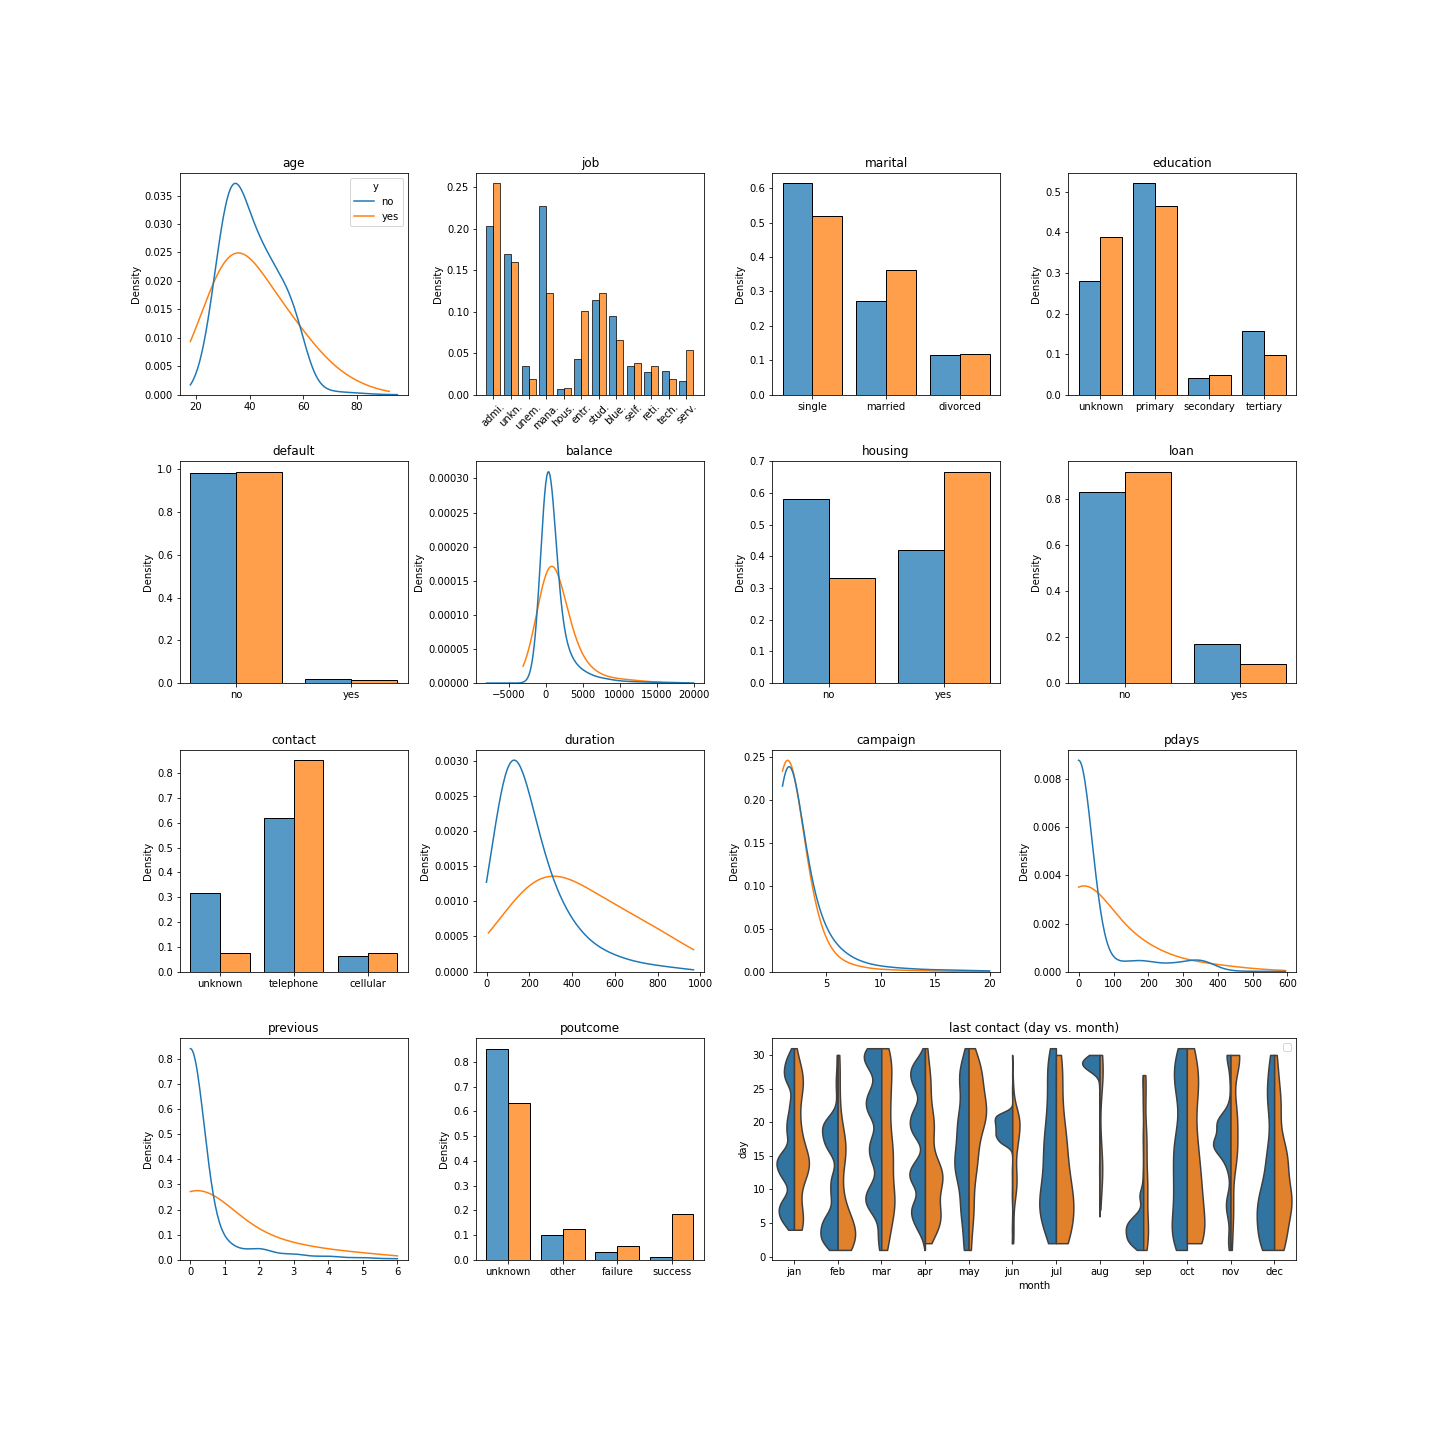 age
Density
0.035
0.030
0.025
0.020
0.015
0.010
0.005
0.000
20 40 60 80
y
no
yes
job
Density
0.25
0.20
0.15
0.10
0.05
0.00
admi. unkn. unem. mana. hous. entr. stud. blue. self. reti. tech. serv.
marital
Density
0.6
0.5
0.4
0.3
0.2
0.1
0.0
single married divorced
education
Density
0.5
0.4
0.3
0.2
0.1
0.0
unknown primary secondary tertiary
default
Density
1.0
0.8
0.6
0.4
0.2
0.0
no yes
balance
Density
0.00030
0.00025
0.00020
0.00015
0.00010
0.00005
0.00000
−5000 0 5000 10000 15000 20000
housing
Density
0.7
0.6
0.5
0.4
0.3
0.2
0.1
0.0
no yes
loan
Density
0.8
0.6
0.4
0.2
0.0
no yes
contact
Density
0.8
0.7
0.6
0.5
0.4
0.3
0.2
0.1
0.0
unknown telephone cellular
duration
Density
0.0030
0.0025
0.0020
0.0015
0.0010
0.0005
0.0000
0 200 400 600 800 1000
campaign
Density
0.25
0.20
0.15
0.10
0.05
0.00
5 10 15 20
pdays
Density
0.008
0.006
0.004
0.002
0.000
0 100 200 300 400 500 600
previous
Density
0.8
0.7
0.6
0.5
0.4
0.3
0.2
0.1
0.0
0 1 2 3 4 5 6
poutcome
Density
0.8
0.7
0.6
0.5
0.4
0.3
0.2
0.1
0.0
unknown other failure success
last contact (day vs. month)
day
30
25
20
15
10
5
0
jan feb mar apr may jun jul aug sep oct nov dec
month